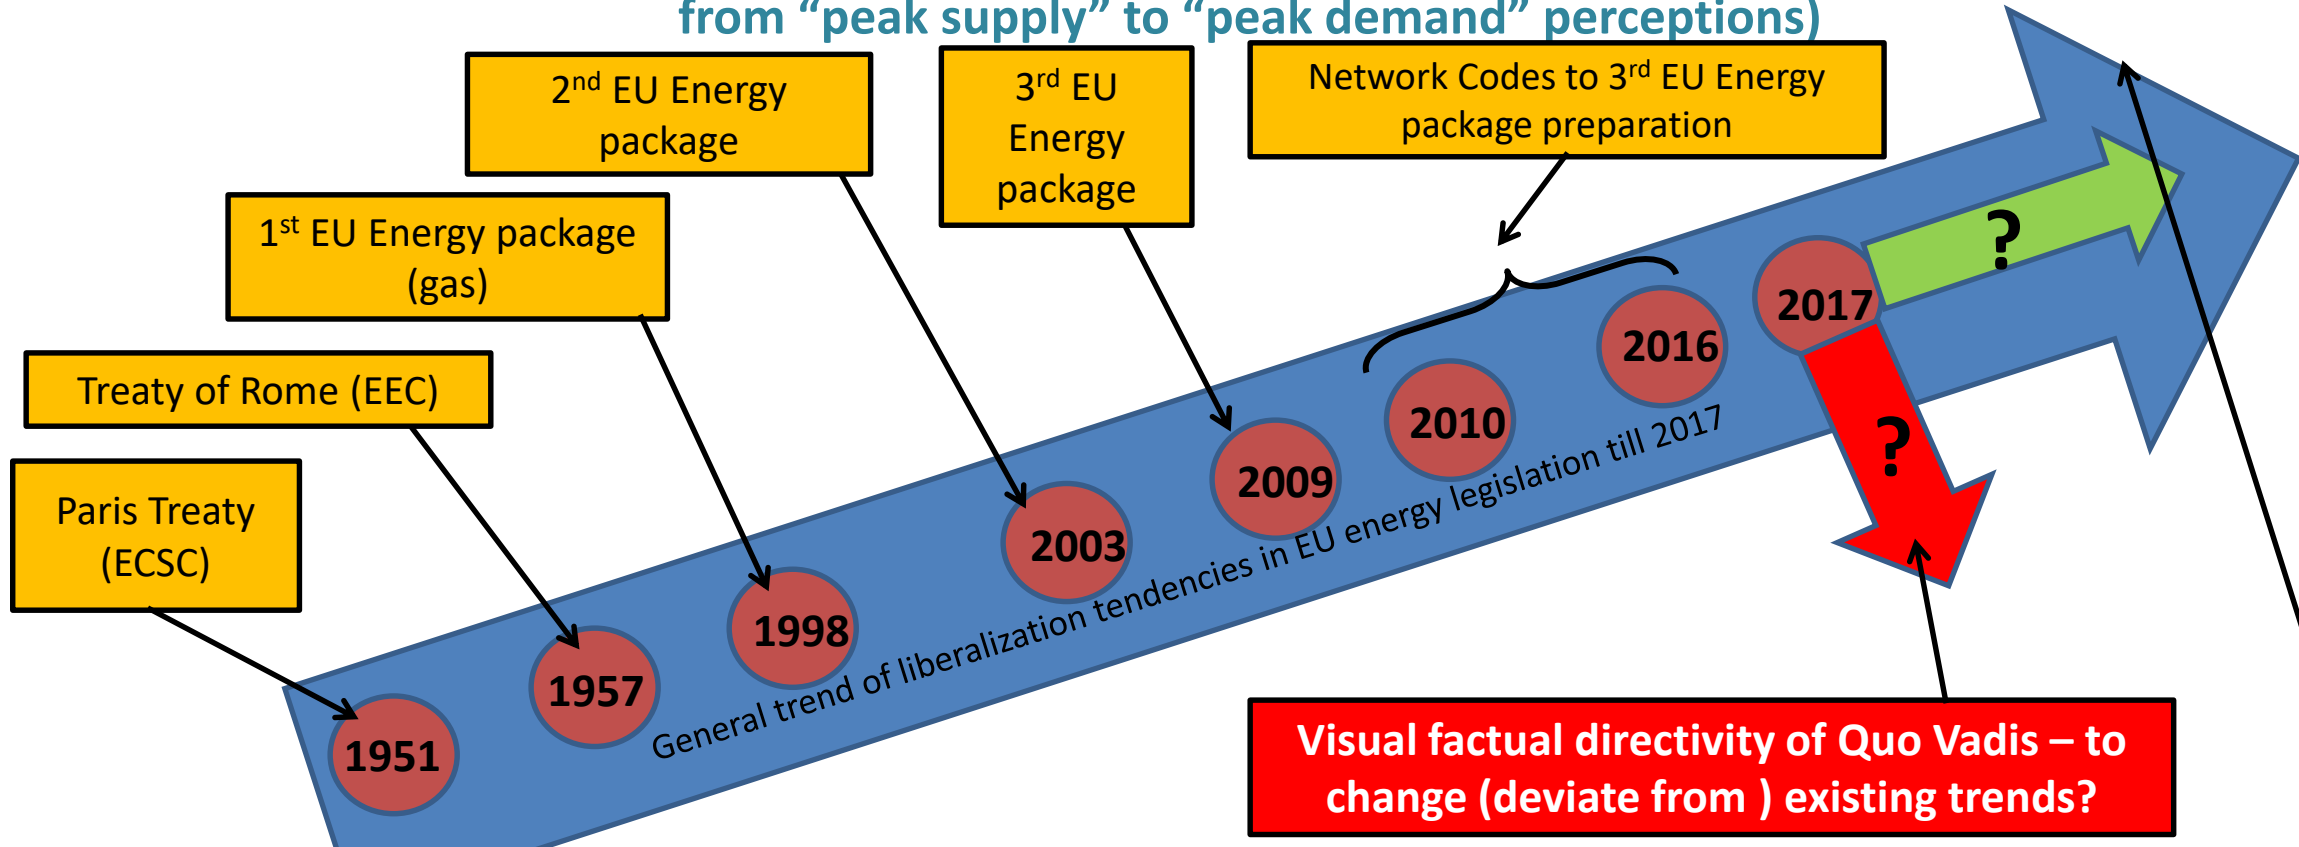 from “peak supply” to “peak demand” perceptions)
2nd EU Energy
package
3rd EU
Energy
package
Network Codes to 3rd EU Energy
package preparation
1st EU Energy package
(gas)
Treaty of Rome (EEC)
Paris Treaty
(ECSC)
1951
1957
1998
2003
2009
2010
2016
2017
?
?
General trend of liberalization tendencies in EU energy legislation till 2017
Visual factual directivity of Quo Vadis – to
change (deviate from ) existing trends?